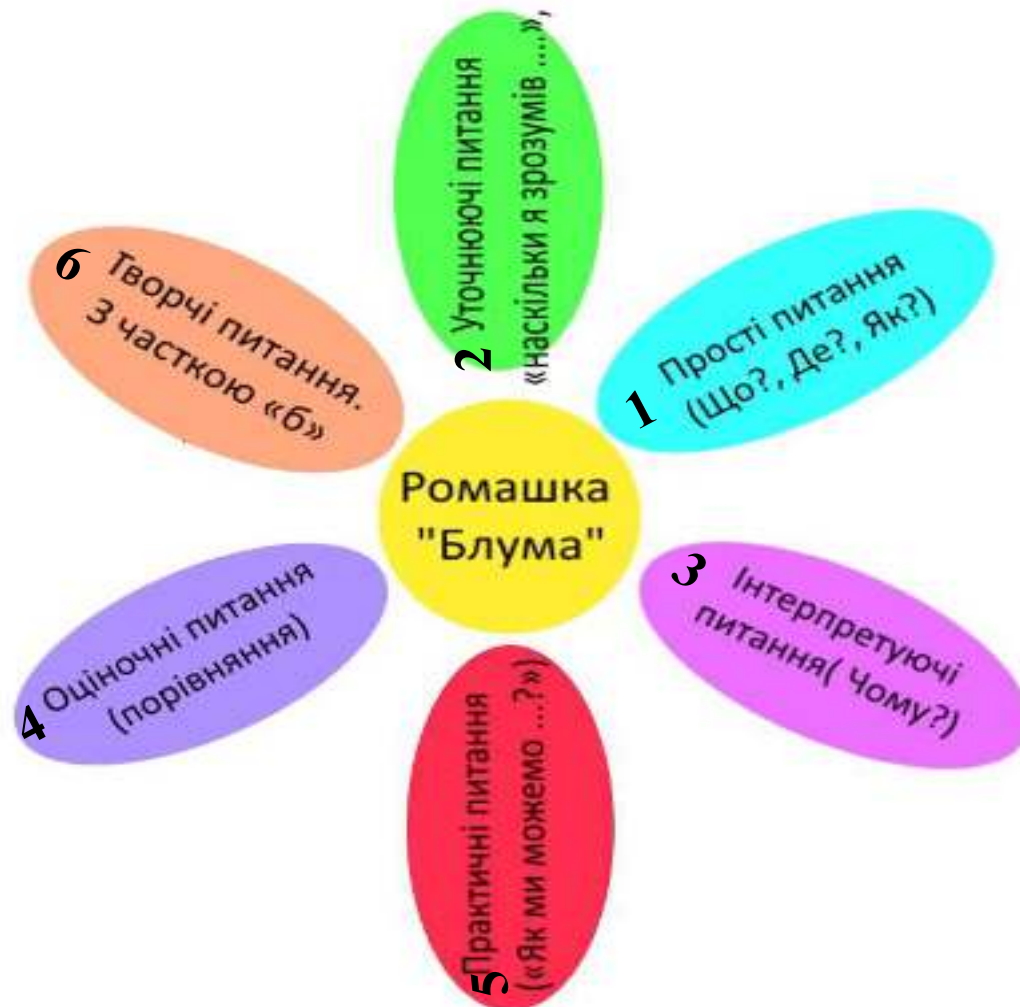 2 Уточнюючі питання
«наскільки я зрозумів ....»,
6 Творчі питання.
З часткою «б»
1 Прості питання
(Що?, Де?, Як?)
Ромашка
"Блума"
3 Інтерпретуючі
питання( Чому?)
4 Оціночні питання
(порівняння)
5 Практичні питання
(«Як ми можемо ...?»)